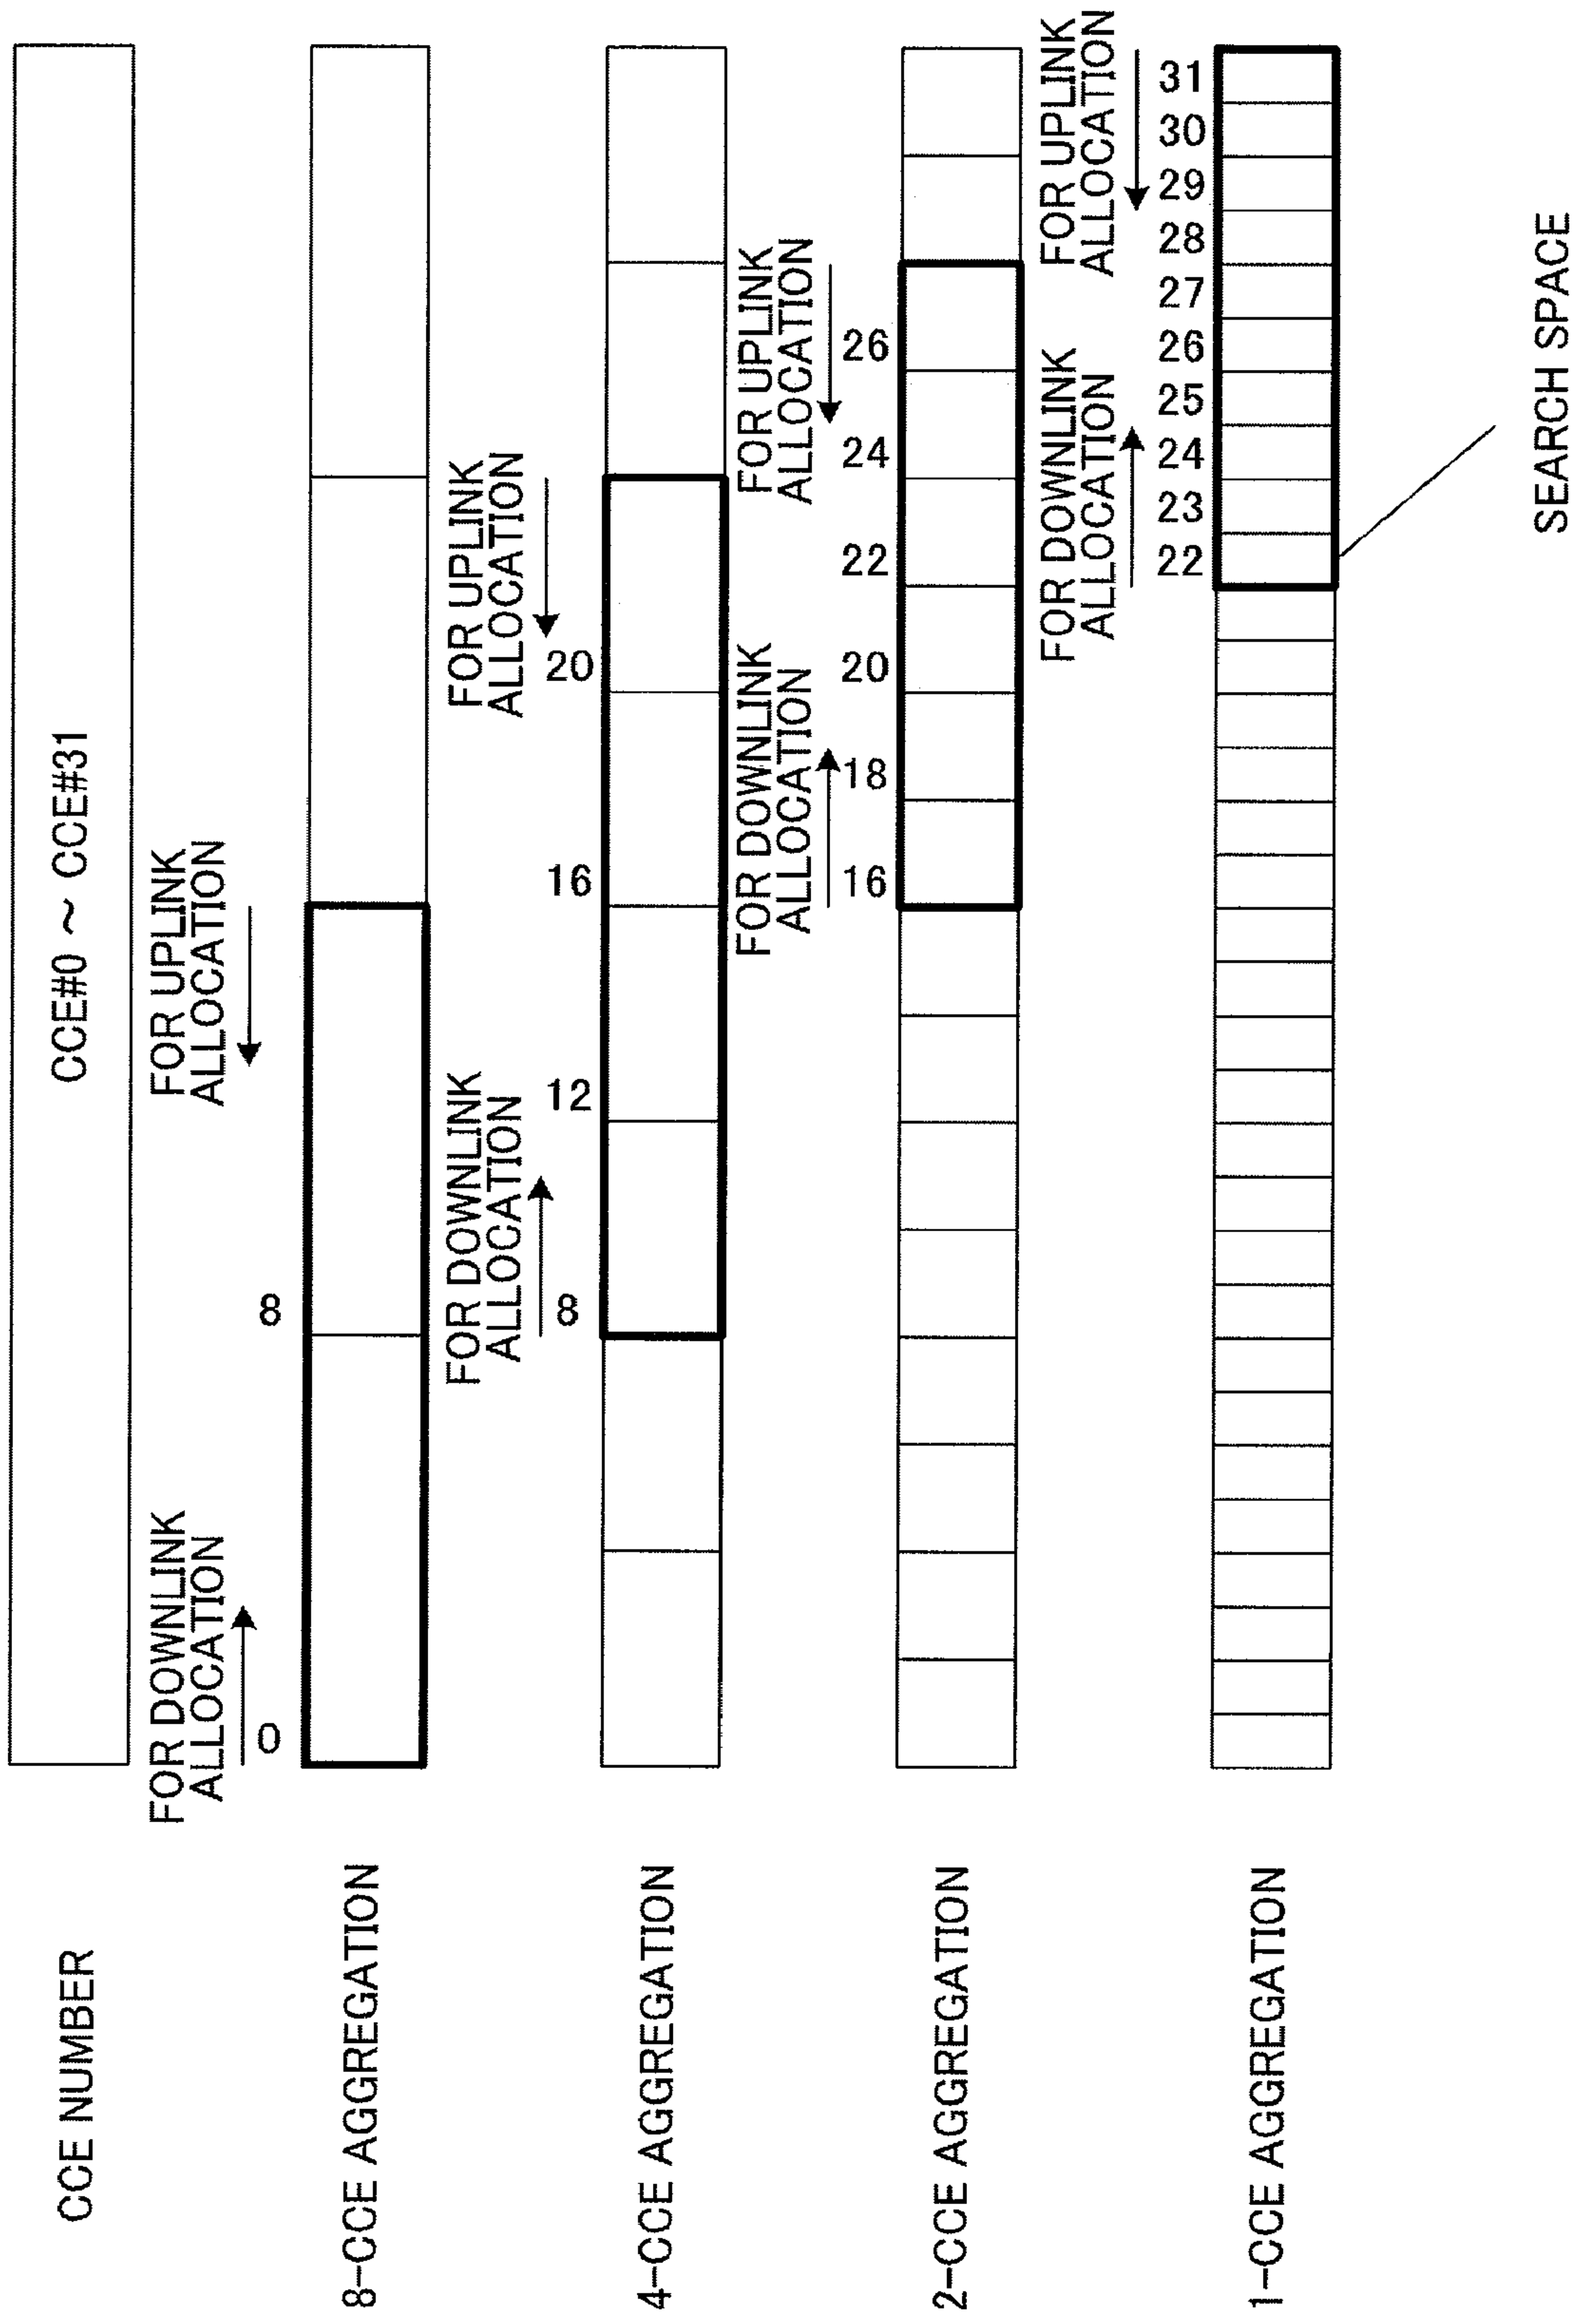 CCE NUMBER
CCE#0 ~ CCE#31
FOR DOWNLINK
ALLOCATION
FOR UPLINK
ALLOCATION
0
8
8-CCE AGGREGATION
FOR DOWNLINK
ALLOCATION
FOR UPLINK
ALLOCATION
8
12
16
20
4-CCE AGGREGATION
FOR DOWNLINK
ALLOCATION
FOR UPLINK
ALLOCATION
16
18
20
22
24
26
2-CCE AGGREGATION
FOR DOWNLINK
ALLOCATION
FOR UPLINK
ALLOCATION
22
23
24
25
26
27
28
29
30
31
1-CCE AGGREGATION
SEARCH SPACE